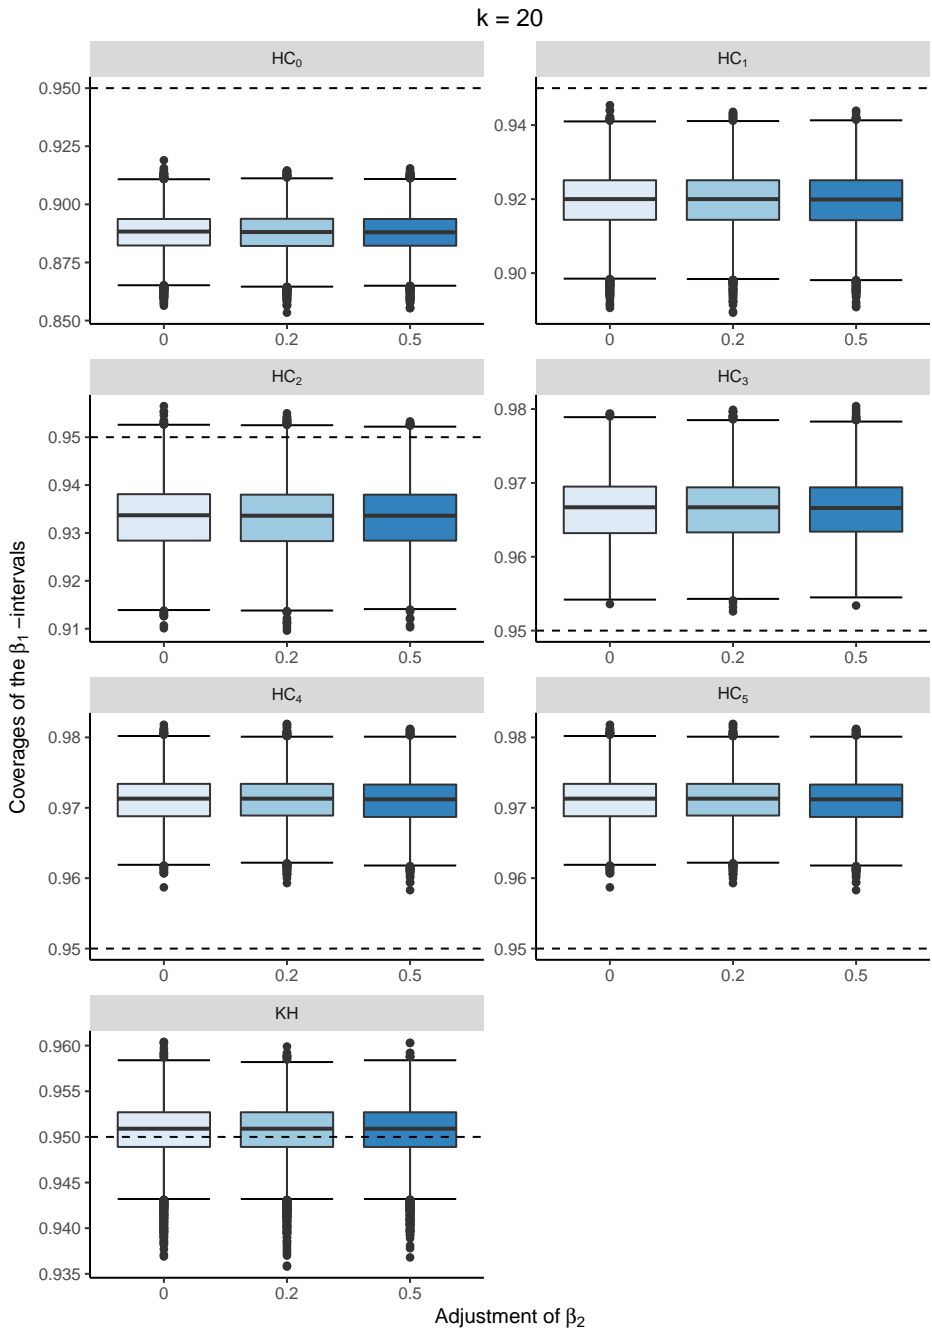 k = 20
HC₀
HC₁
0.950
0.925
0.900
0.875
0.850
0.94
0.92
0.90
0 0.2 0.5
0 0.2 0.5
HC₂
HC₃
0.95
0.94
0.93
0.92
0.91
0.98
0.97
0.96
0.95
0 0.2 0.5
0 0.2 0.5
HC₄
HC₅
0.98
0.97
0.96
0.95
0.98
0.97
0.96
0.95
0 0.2 0.5
0 0.2 0.5
KH
0.960
0.955
0.950
0.945
0.940
0.935
0 0.2 0.5
Coverages of the β₁ −intervals
Adjustment of β₂